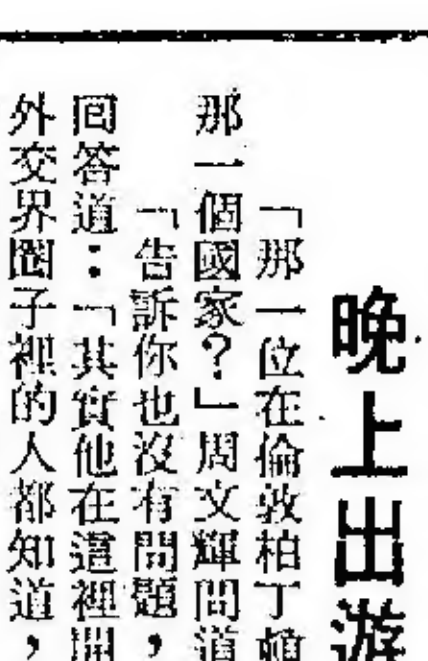 晚上出游
「那一位在倫敦柏丁頓
那一個國家？」周文輝問道
「告訴你也沒有問題，
回答道：「其實他在這裡開
外交界圈子裡的人都知道，